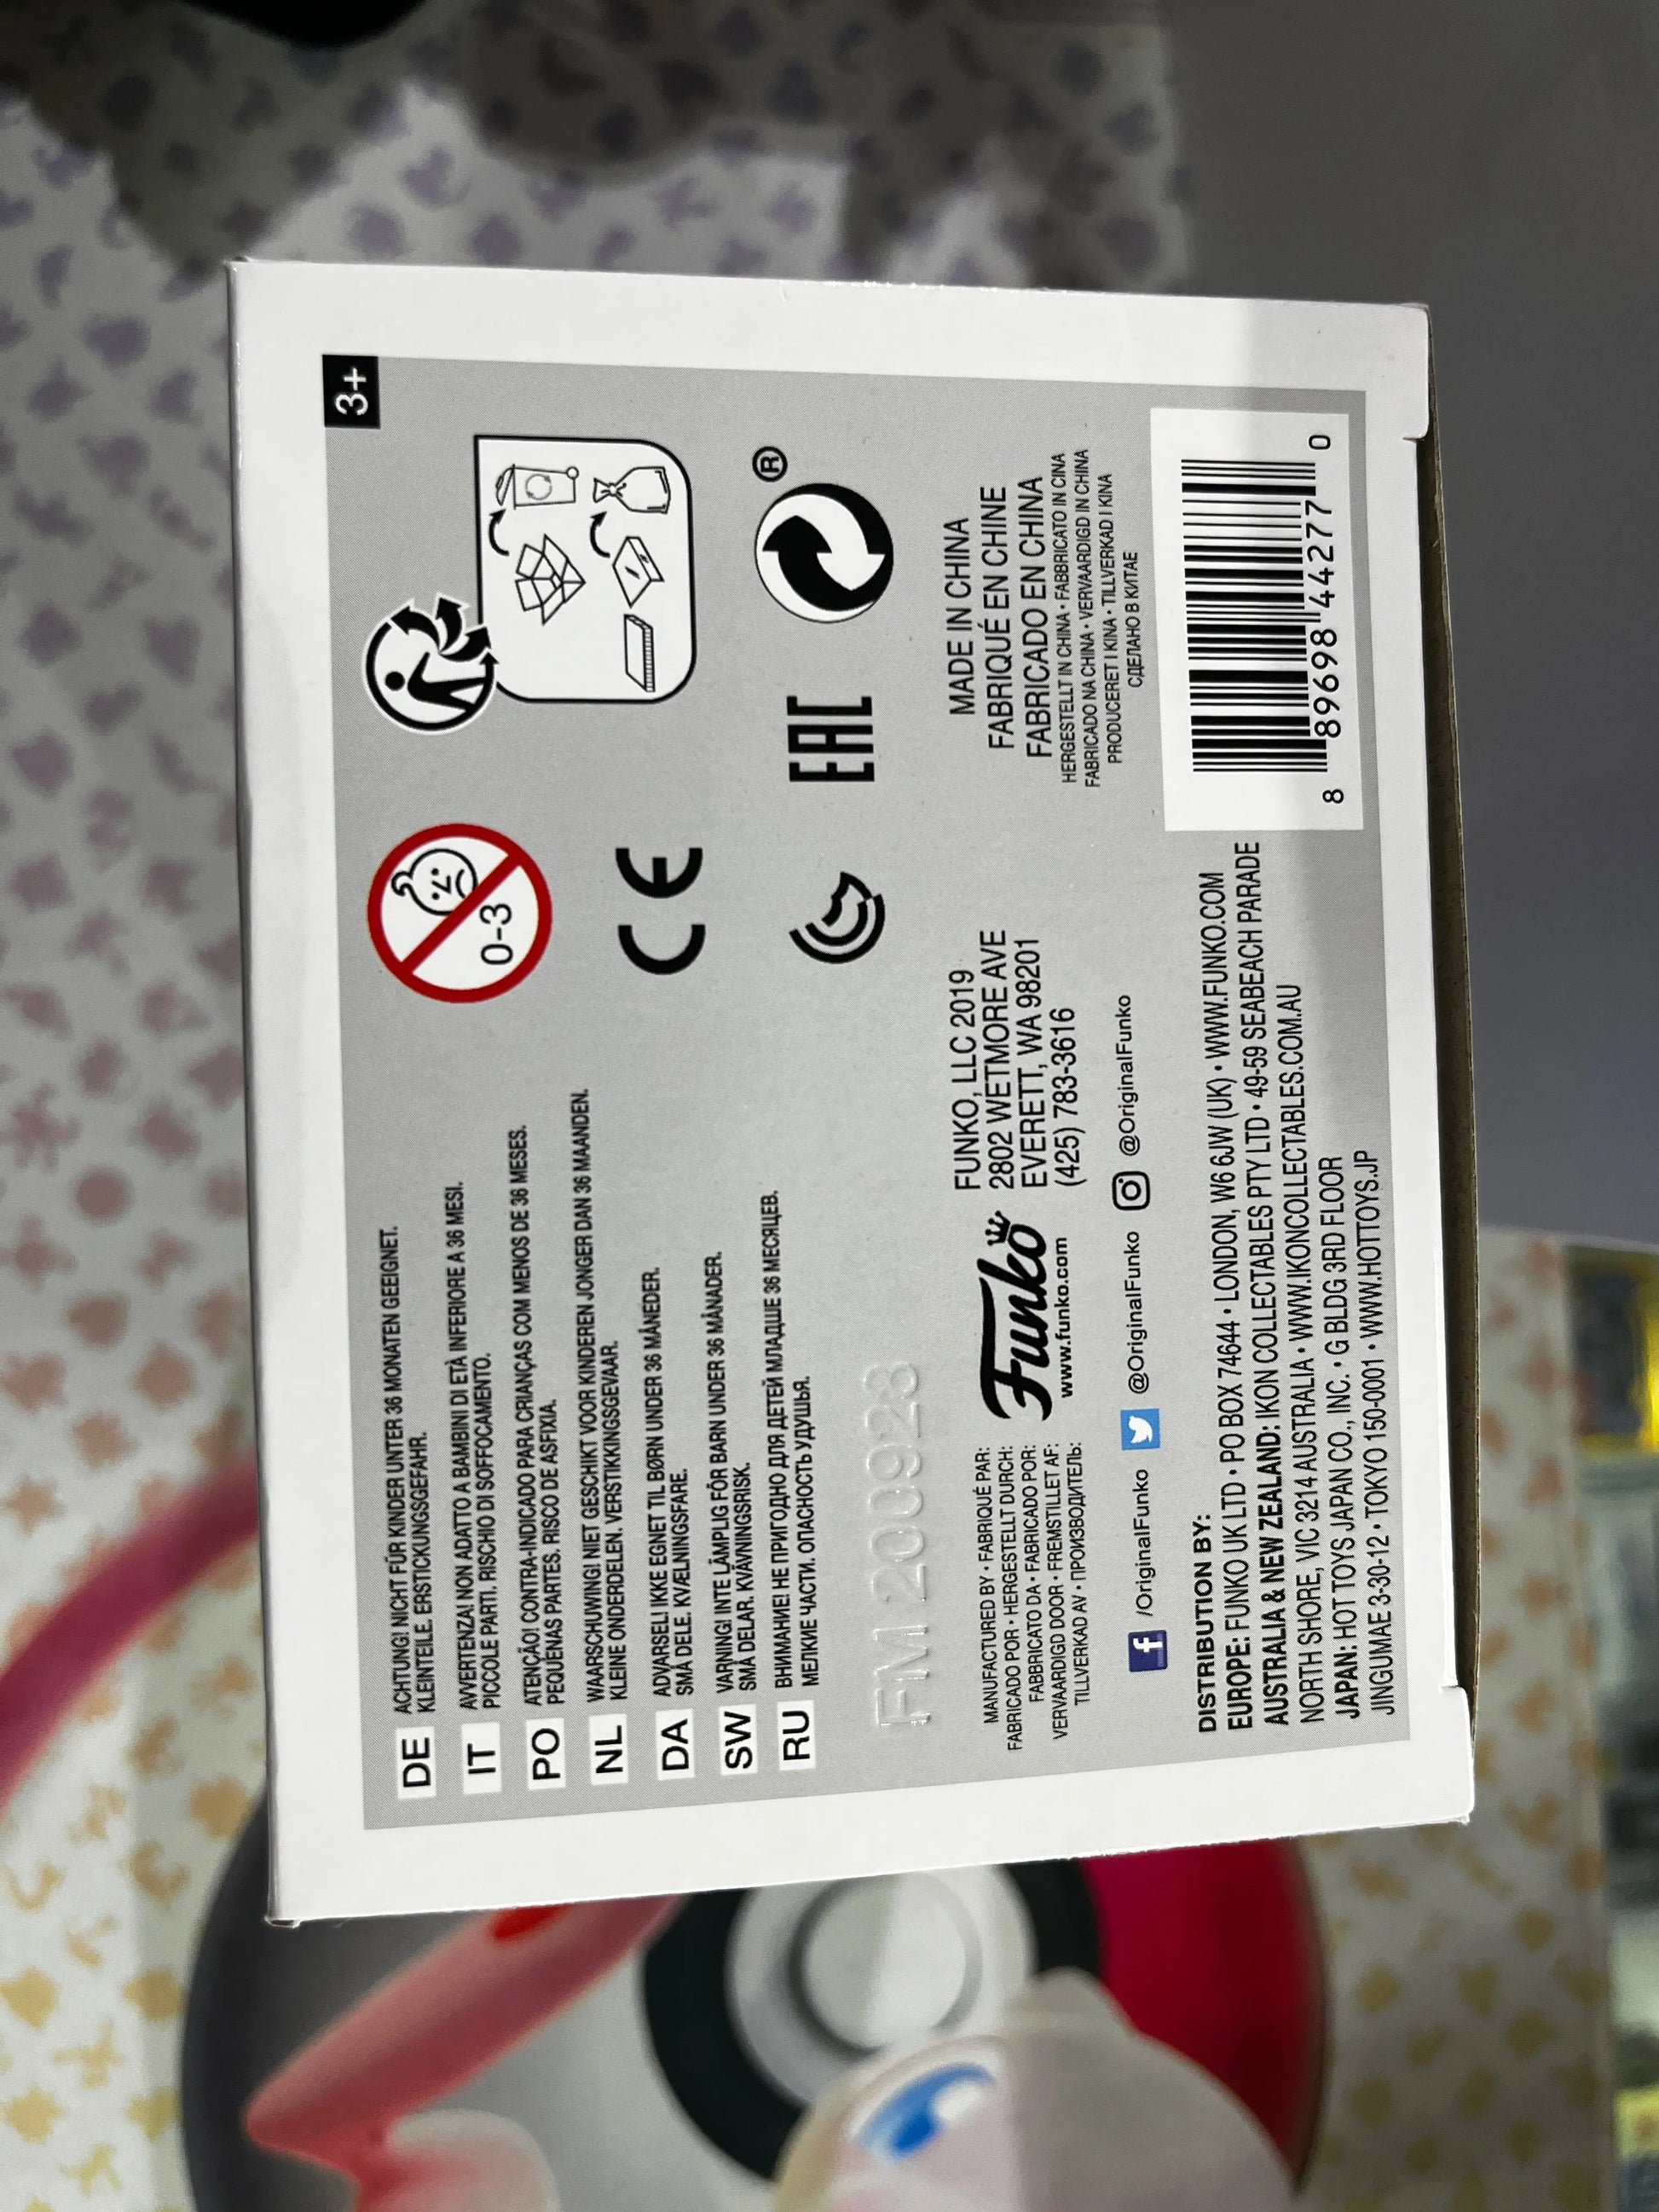 3+
DE ACHTUNG! NICHT FÜR KINDER UNTER 36 MONATEN GEEIGNET.
KLEINTEILE. ERSTICKUNGSGEFAHR.
IT AVVERTENZA! NON ADATTO A BAMBINI DI ETÀ INFERIORE A 36 MESI.
PICCOLE PARTI. RISCHIO DI SOFFOCAMENTO.
PO ATENÇÃO! CONTRA-INDICADO PARA CRIANÇAS COM MENOS DE 36 MESES.
PEQUENAS PARTES. RISCO DE ASFIXIA.
NL WAARSCHUWING! NIET GESCHIKT VOOR KINDEREN JONGER DAN 36 MAANDEN.
KLEINE ONDERDELEN. VERSTIKKINGSGEVAAR.
DA ADVARSEL! IKKE EGNET TIL BØRN UNDER 36 MÅNEDER.
SMÅ DELE. KVÆLNINGSFARE.
SW VARNING! INTE LÄMPLIG FÖR BARN UNDER 36 MÅNADER.
SMÅ DELAR. KVÄVNINGSRISK.
RU ВНИМАНИЕ! НЕ ПРИГОДНО ДЛЯ ДЕТЕЙ МЛАДШЕ 36 МЕСЯЦЕВ.
МЕЛКИЕ ЧАСТИ. ОПАСНОСТЬ УДУШЬЯ.
0-3
CE
EAC
®
FM 200923
MANUFACTURED BY • FABRIQUÉ PAR:
FABRICADO POR • HERGESTELLT DURCH:
FABBRICATO DA • FABRICADO POR:
VERVAARDIGD DOOR • FREMSTILLET AF:
TILLVERKAD AV • ПРОИЗВОДИТЕЛЬ:
Funko
www.funko.com
FUNKO, LLC 2019
2802 WETMORE AVE
EVERETT, WA 98201
(425) 783-3616
/OriginalFunko @OriginalFunko @OriginalFunko
MADE IN CHINA
FABRIQUÉ EN CHINE
FABRICADO EN CHINA
HERGESTELLT IN CHINA • FABBRICATO IN CINA
FABRICADO NA CHINA • VERVAARDIGD IN CHINA
PRODUCERET I KINA • TILLVERKAD I KINA
СДЕЛАНО В КИТАЕ
DISTRIBUTION BY:
EUROPE: FUNKO UK LTD • PO BOX 74644 • LONDON, W6 6JW (UK) • WWW.FUNKO.COM
AUSTRALIA & NEW ZEALAND: IKON COLLECTABLES PTY LTD • 49-59 SEABEACH PARADE
NORTH SHORE, VIC 3214 AUSTRALIA • WWW.IKONCOLLECTABLES.COM.AU
JAPAN: HOT TOYS JAPAN CO., INC. • G BLDG 3RD FLOOR
JINGUMAE 3-30-12 • TOKYO 150-0001 • WWW.HOTTOYS.JP
8 89698 44277 0